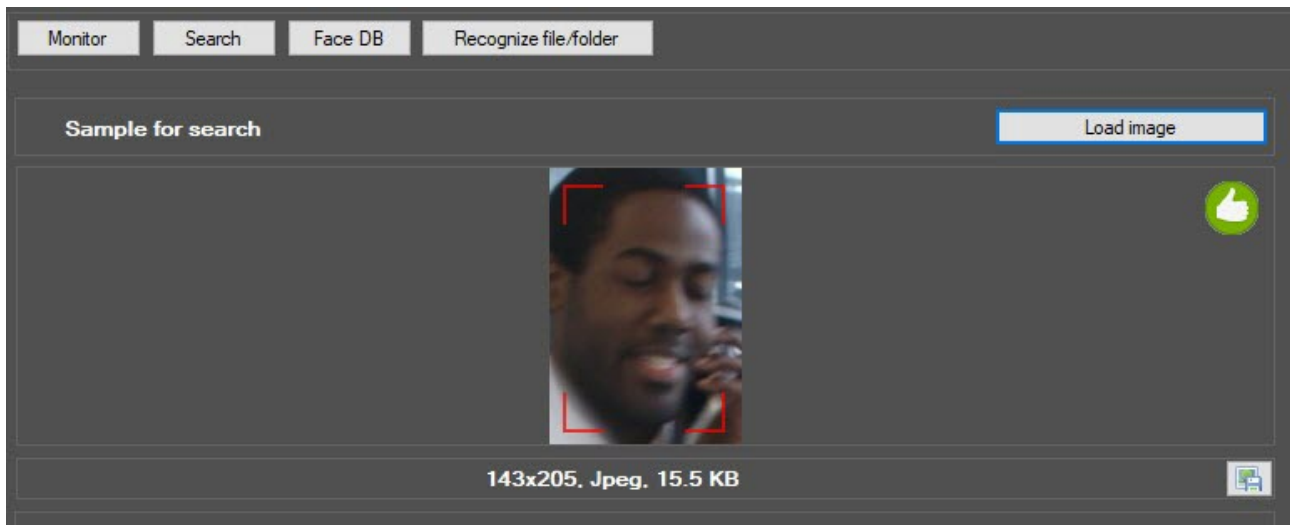 Monitor Search Face DB Recognize file/folder
Sample for search Load image
143x205, Jpeg, 15.5 KB